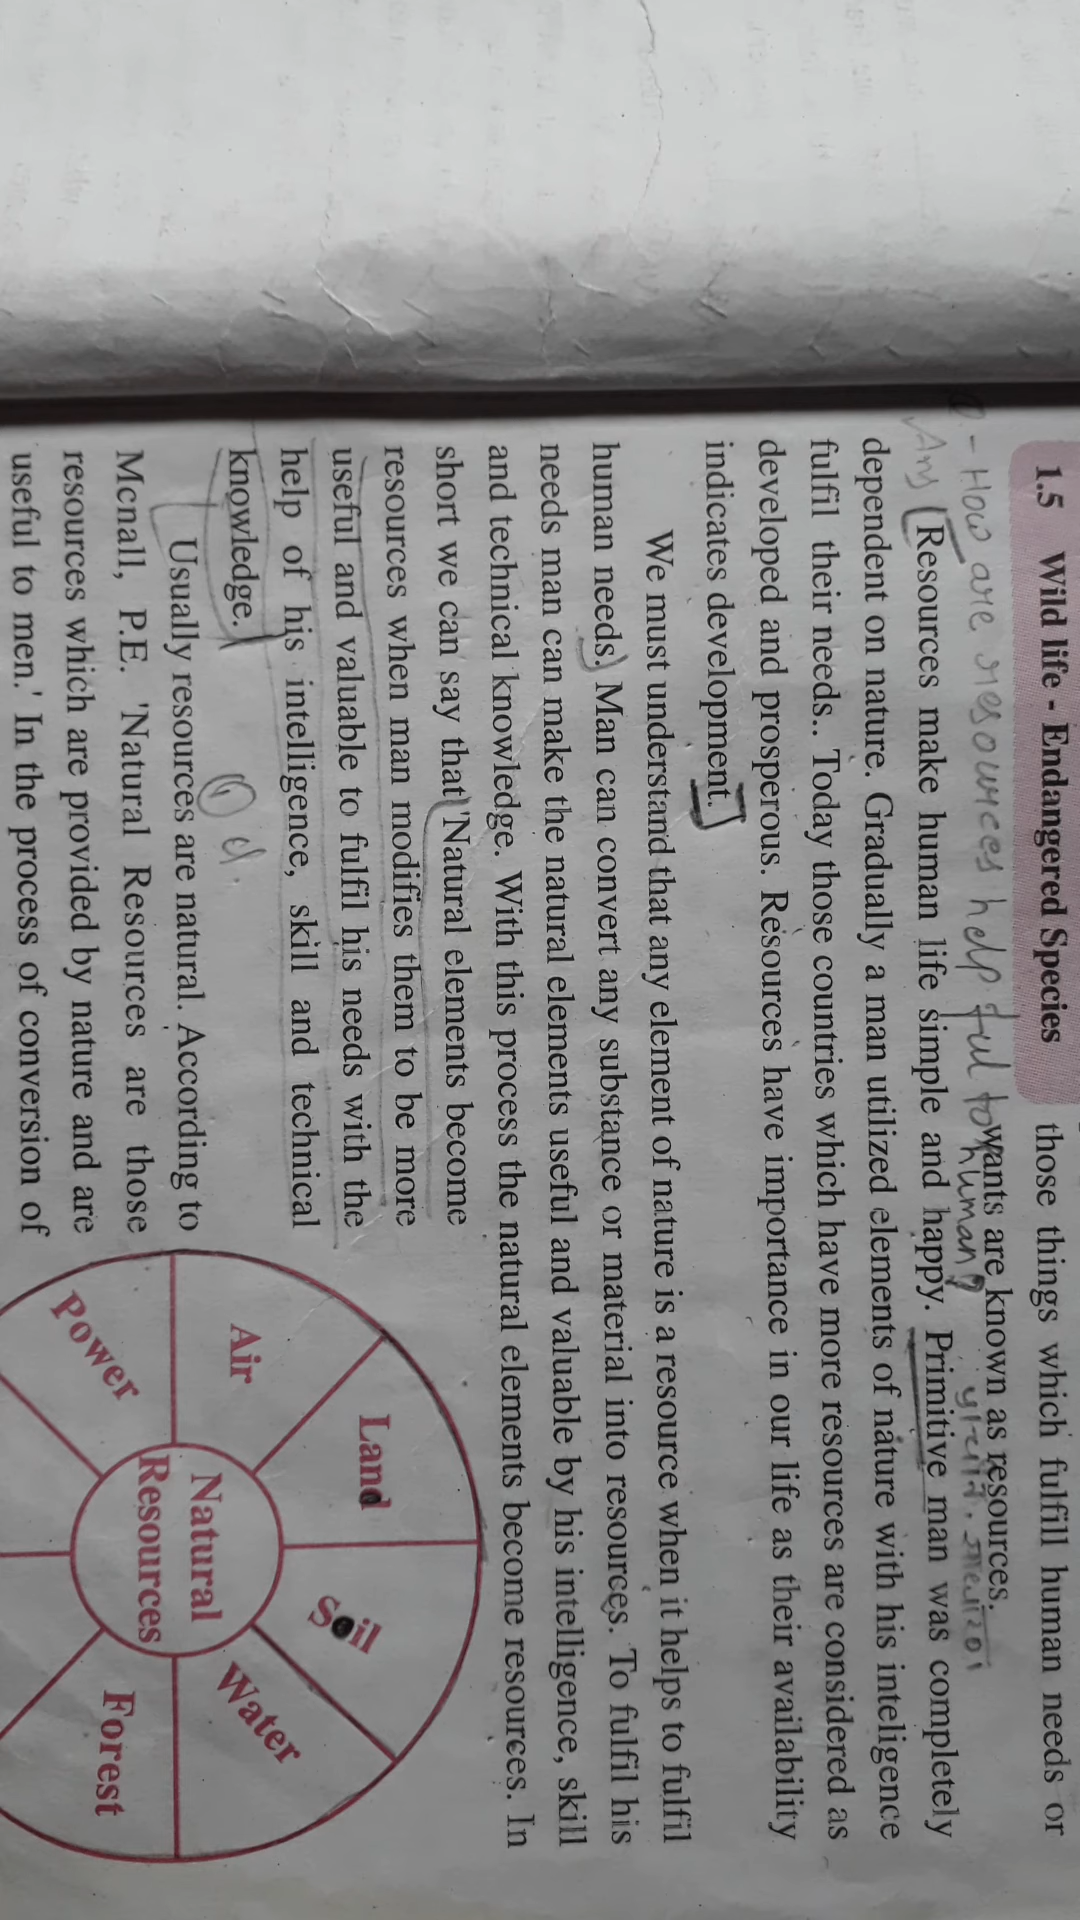 1.5 Wild life - Endangered Species
those things which fulfill human needs or
wants are known as resources.
Q - How are resources helpful to human?
Ans
Resources make human life simple and happy. Primitive man was completely
dependent on nature. Gradually a man utilized elements of nature with his inteligence
fulfil their needs.. Today those countries which have more resources are considered as
developed and prosperous. Resources have importance in our life as their availability
indicates development.
We must understand that any element of nature is a resource when it helps to fulfil
human needs. Man can convert any substance or material into resources. To fulfil his
needs man can make the natural elements useful and valuable by his intelligence, skill
and technical knowledge. With this process the natural elements become resources. In
short we can say that 'Natural elements become
resources when man modifies them to be more
useful and valuable to fulfil his needs with the
help of his intelligence, skill and technical
knowledge.
Usually resources are natural. According to
Mcnall, P.E. 'Natural Resources are those
resources which are provided by nature and are
useful to men.' In the process of conversion of
Land
Soil
Air
Water
Power
Natural
Resources
Forest